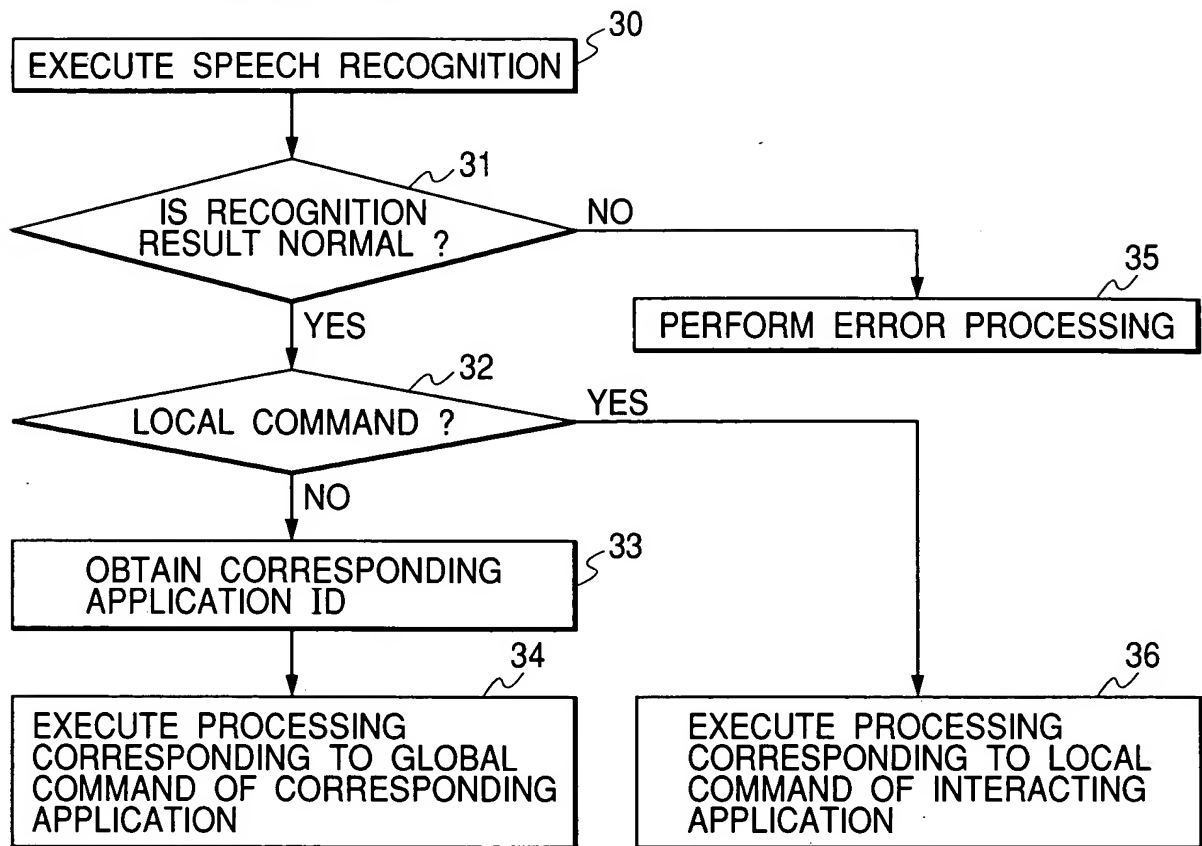 30
EXECUTE SPEECH RECOGNITION
31
IS RECOGNITION
RESULT NORMAL ?
NO
YES
35
PERFORM ERROR PROCESSING
32
LOCAL COMMAND ?
YES
NO
33
OBTAIN CORRESPONDING
APPLICATION ID
34
EXECUTE PROCESSING
CORRESPONDING TO GLOBAL
COMMAND OF CORRESPONDING
APPLICATION
36
EXECUTE PROCESSING
CORRESPONDING TO LOCAL
COMMAND OF INTERACTING
APPLICATION